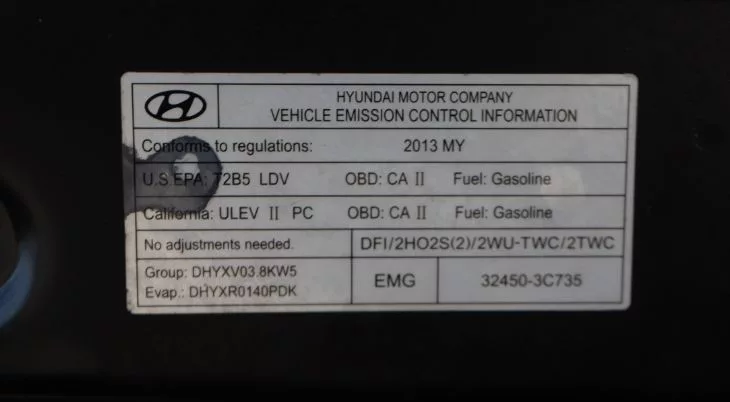 HYUNDAI MOTOR COMPANY
VEHICLE EMISSION CONTROL INFORMATION
Conforms to regulations: 2013 MY
U.S.EPA: T2B5 LDV OBD: CA II Fuel: Gasoline
California: ULEV II PC OBD: CA II Fuel: Gasoline
No adjustments needed. DFI/2HO2S(2)/2WU-TWC/2TWC
Group: DHYXV03.8KW5
Evap.: DHYXR0140PDK
EMG 32450-3C735